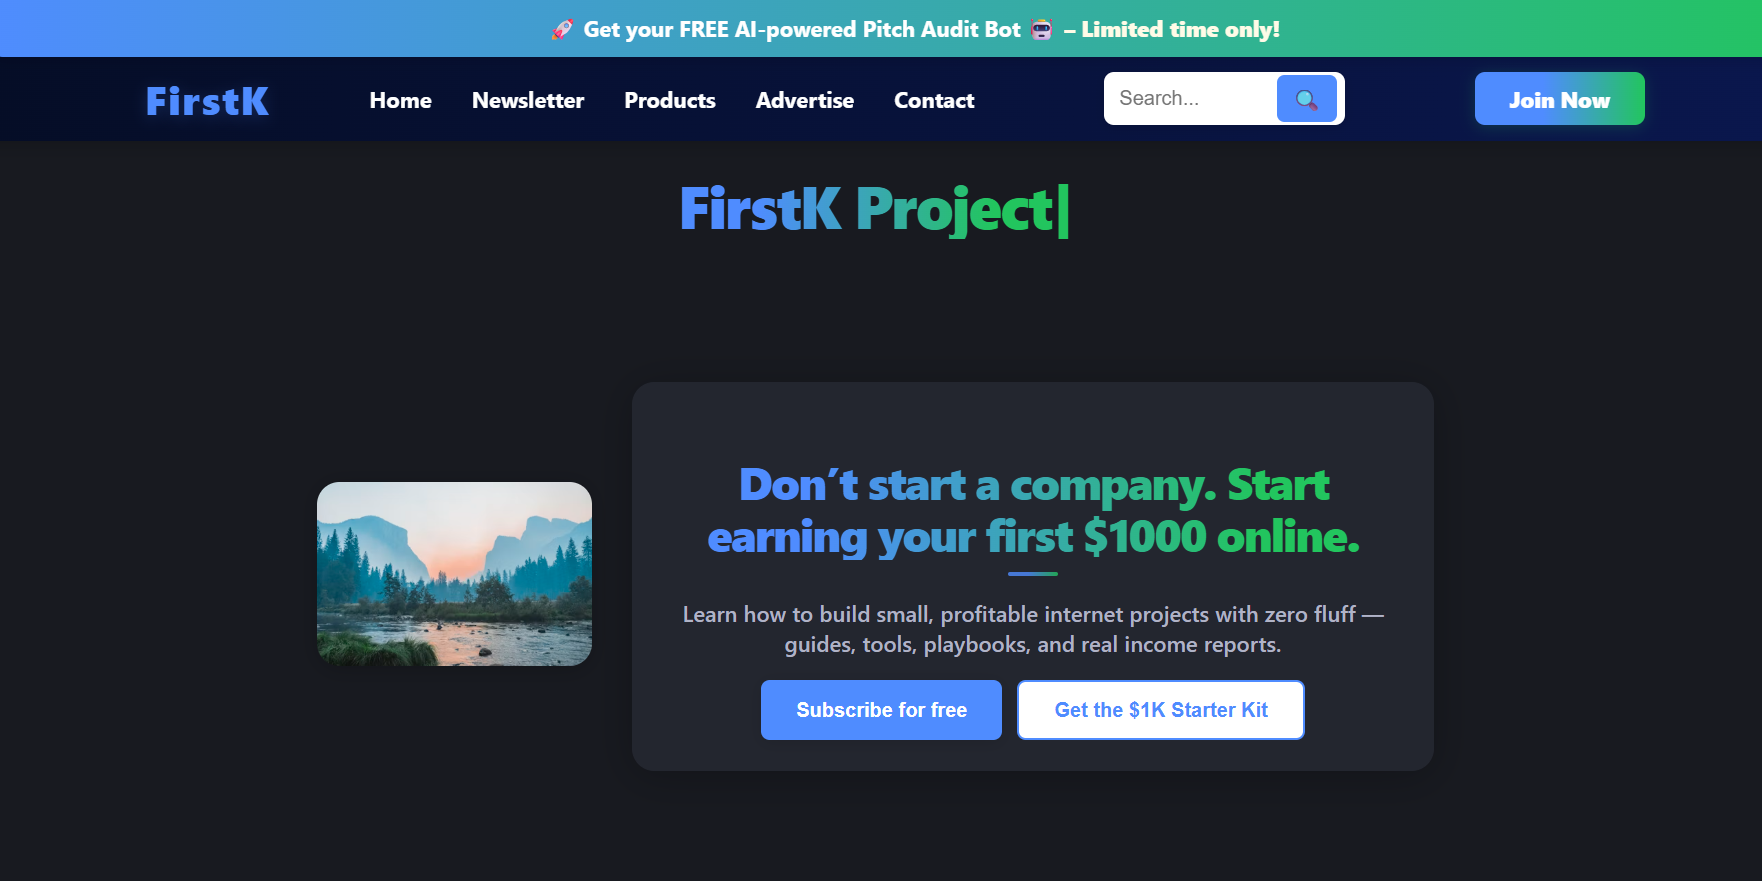 🚀 Get your FREE AI-powered Pitch Audit Bot 🤖 – Limited time only!
FirstK
Home
Newsletter
Products
Advertise
Contact
Search...
Join Now
FirstK Project|
Don´t start a company. Start
earning your first $1000 online.
Learn how to build small, profitable internet projects with zero fluff —
guides, tools, playbooks, and real income reports.
Subscribe for free
Get the $1K Starter Kit